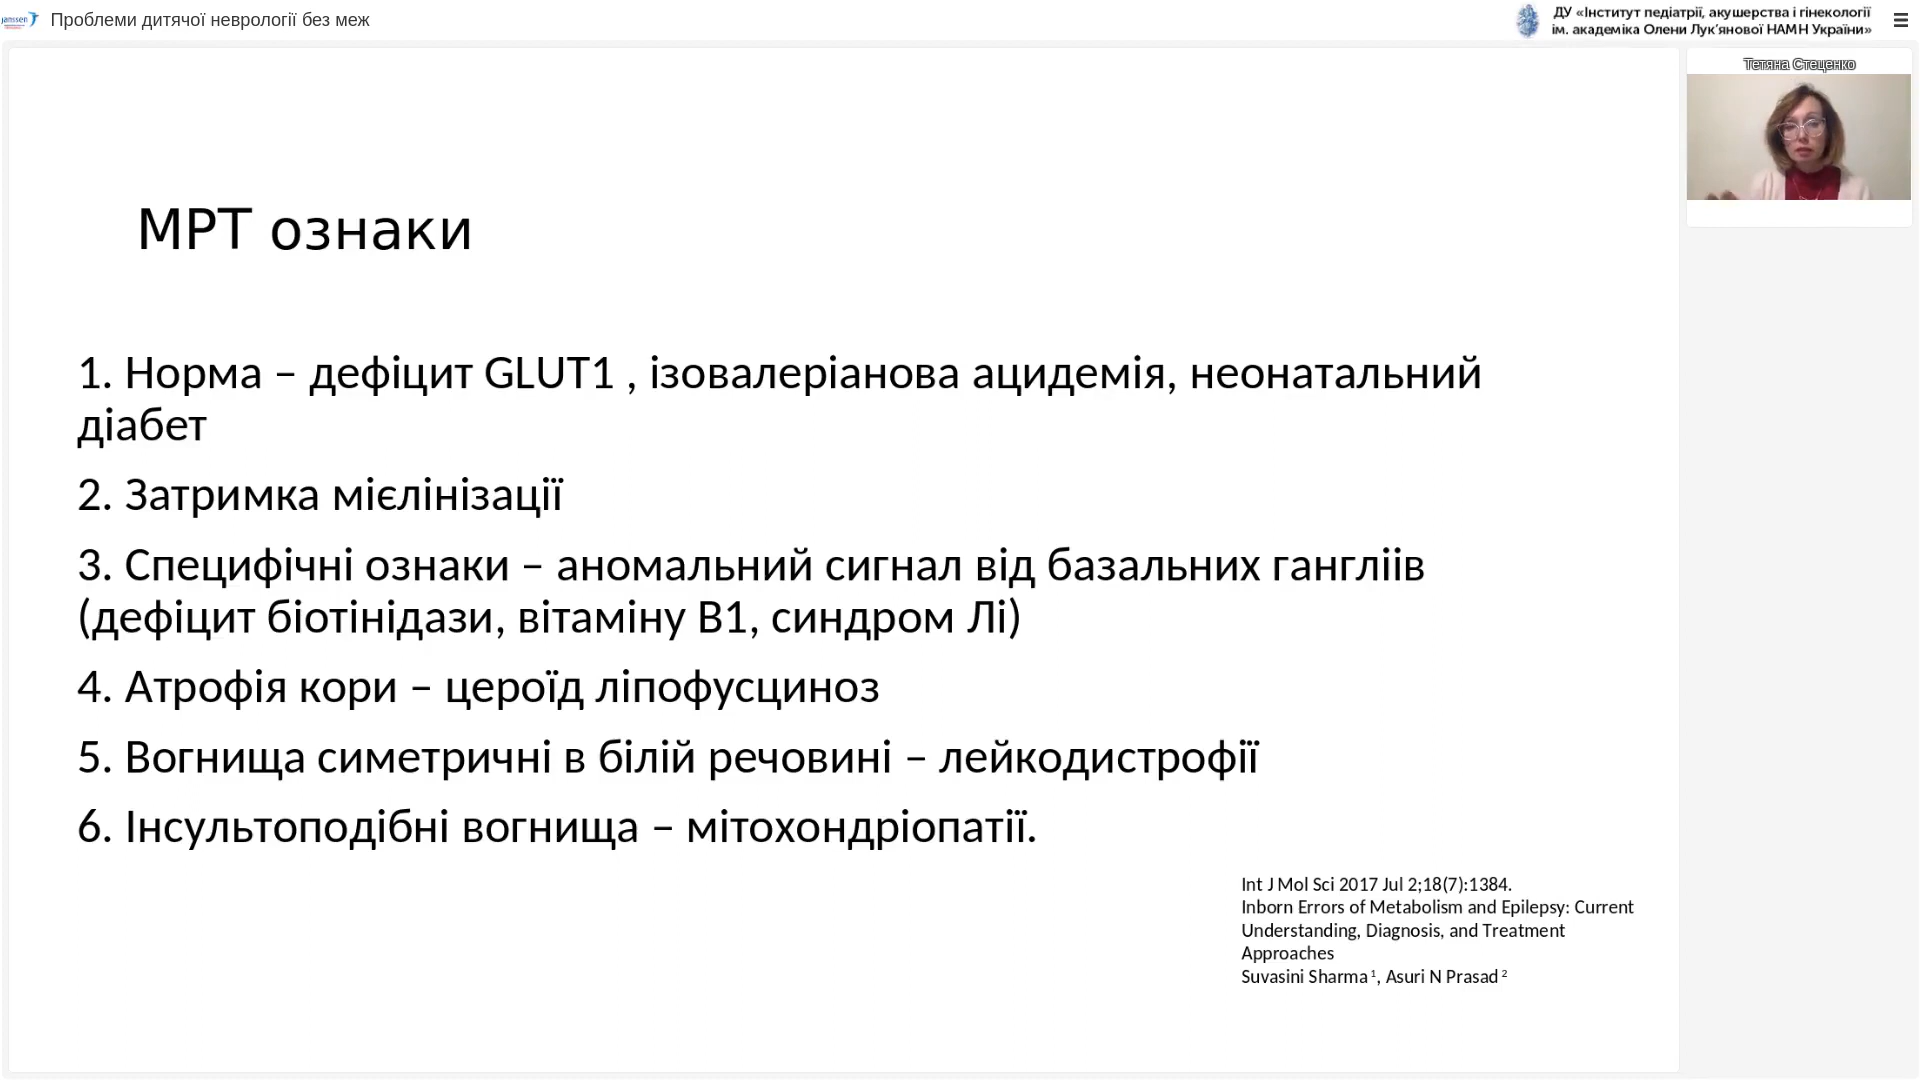 janssen
Проблеми дитячої неврології без меж
ДУ «Інститут педіатрії, акушерства і гінекології
ім. академіка Олени Лук’янової НАМН України»
Тетяна Стеценко
МРТ ознаки
1. Норма – дефіцит GLUT1 , ізовалеріанова ацидемія, неонатальний
діабет
2. Затримка мієлінізації
3. Специфічні ознаки – аномальний сигнал від базальних гангліів
(дефіцит біотінідази, вітаміну В1, синдром Лі)
4. Атрофія кори – цероїд ліпофусциноз
5. Вогнища симетричні в білій речовині – лейкодистрофії
6. Інсультоподібні вогнища – мітохондріопатії.
Int J Mol Sci 2017 Jul 2;18(7):1384.
Inborn Errors of Metabolism and Epilepsy: Current
Understanding, Diagnosis, and Treatment
Approaches
Suvasini Sharma ¹, Asuri N Prasad ²